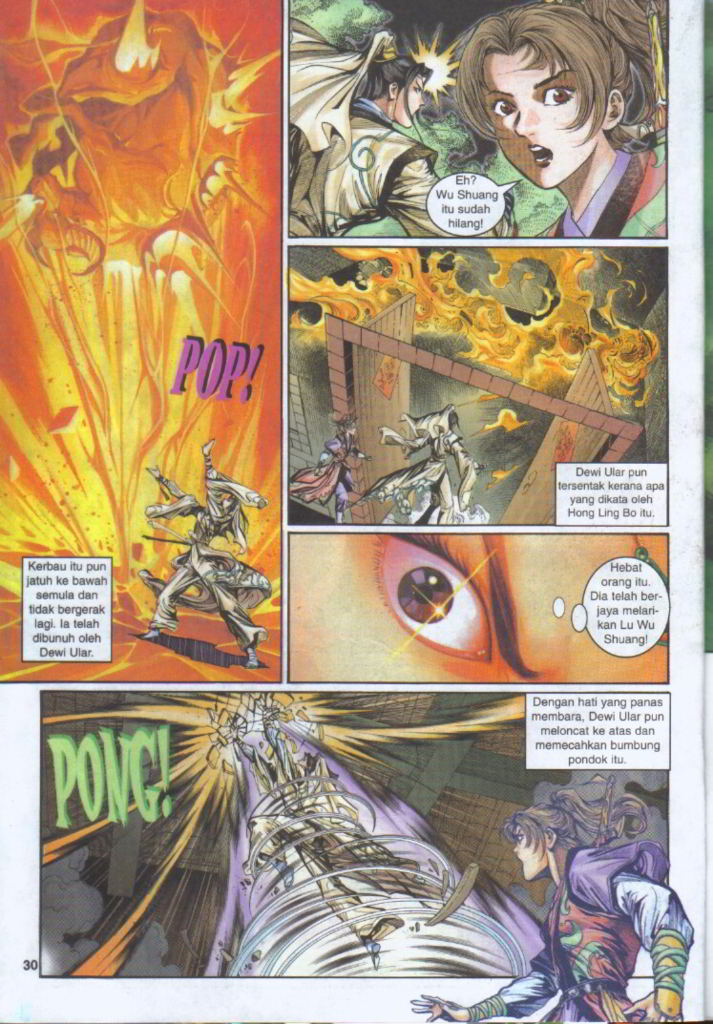 POP!
Kerbau itu pun
jatuh ke bawah
semula dan
tidak bergerak
lagi. Ia telah
dibunuh oleh
Dewi Ular.
Eh?
Wu Shuang
itu sudah
hilang!
Dewi Ular pun
tersentak kerana apa
yang dikata oleh
Hong Ling Bo itu.
Hebat
orang itu.
Dia telah ber-
jaya melari-
kan Lu Wu
Shuang!
PONG!
Dengan hati yang panas
membara, Dewi Ular pun
meloncat ke atas dan
memecahkan bumbung
pondok itu.
30